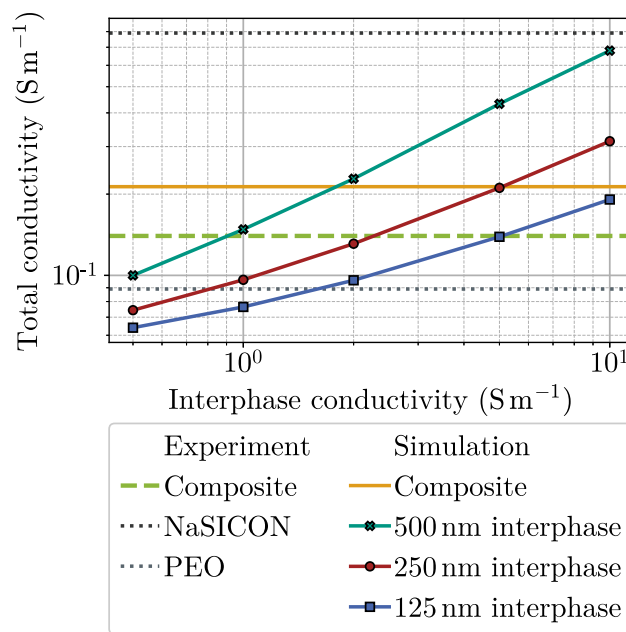 Total conductivity (S m⁻¹)
10⁻¹
10⁰
10¹
Interphase conductivity (S m⁻¹)
Experiment
Composite
NaSICON
PEO
Simulation
Composite
500 nm interphase
250 nm interphase
125 nm interphase